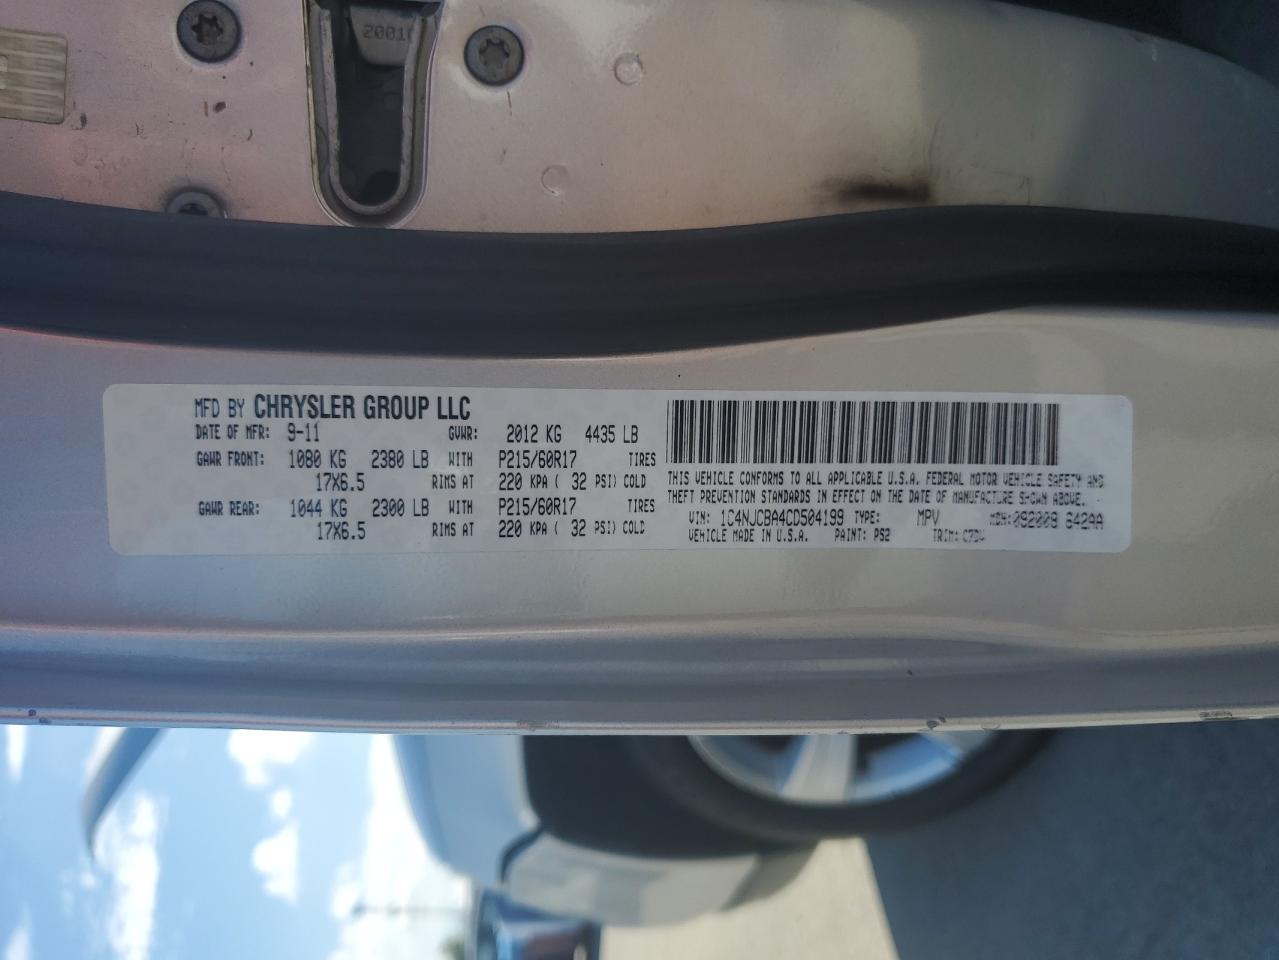 2001
MFD BY CHRYSLER GROUP LLC
DATE OF MFR: 9-11 GVWR: 2012 KG 4435 LB
GAWR FRONT: 1080 KG 2380 LB WITH P215/60R17 TIRES
17X6.5 RIMS AT 220 KPA ( 32 PSI) COLD
GAWR REAR: 1044 KG 2300 LB WITH P215/60R17 TIRES
17X6.5 RIMS AT 220 KPA ( 32 PSI) COLD
THIS VEHICLE CONFORMS TO ALL APPLICABLE U.S.A. FEDERAL MOTOR VEHICLE SAFETY AND
THEFT PREVENTION STANDARDS IN EFFECT ON THE DATE OF MANUFACTURE SHOWN ABOVE.
VIN: 1C4NJCBA4CD504199 TYPE: MPV MDH: 092009 642AA
VEHICLE MADE IN U.S.A. PAINT: PS2 TRIM: